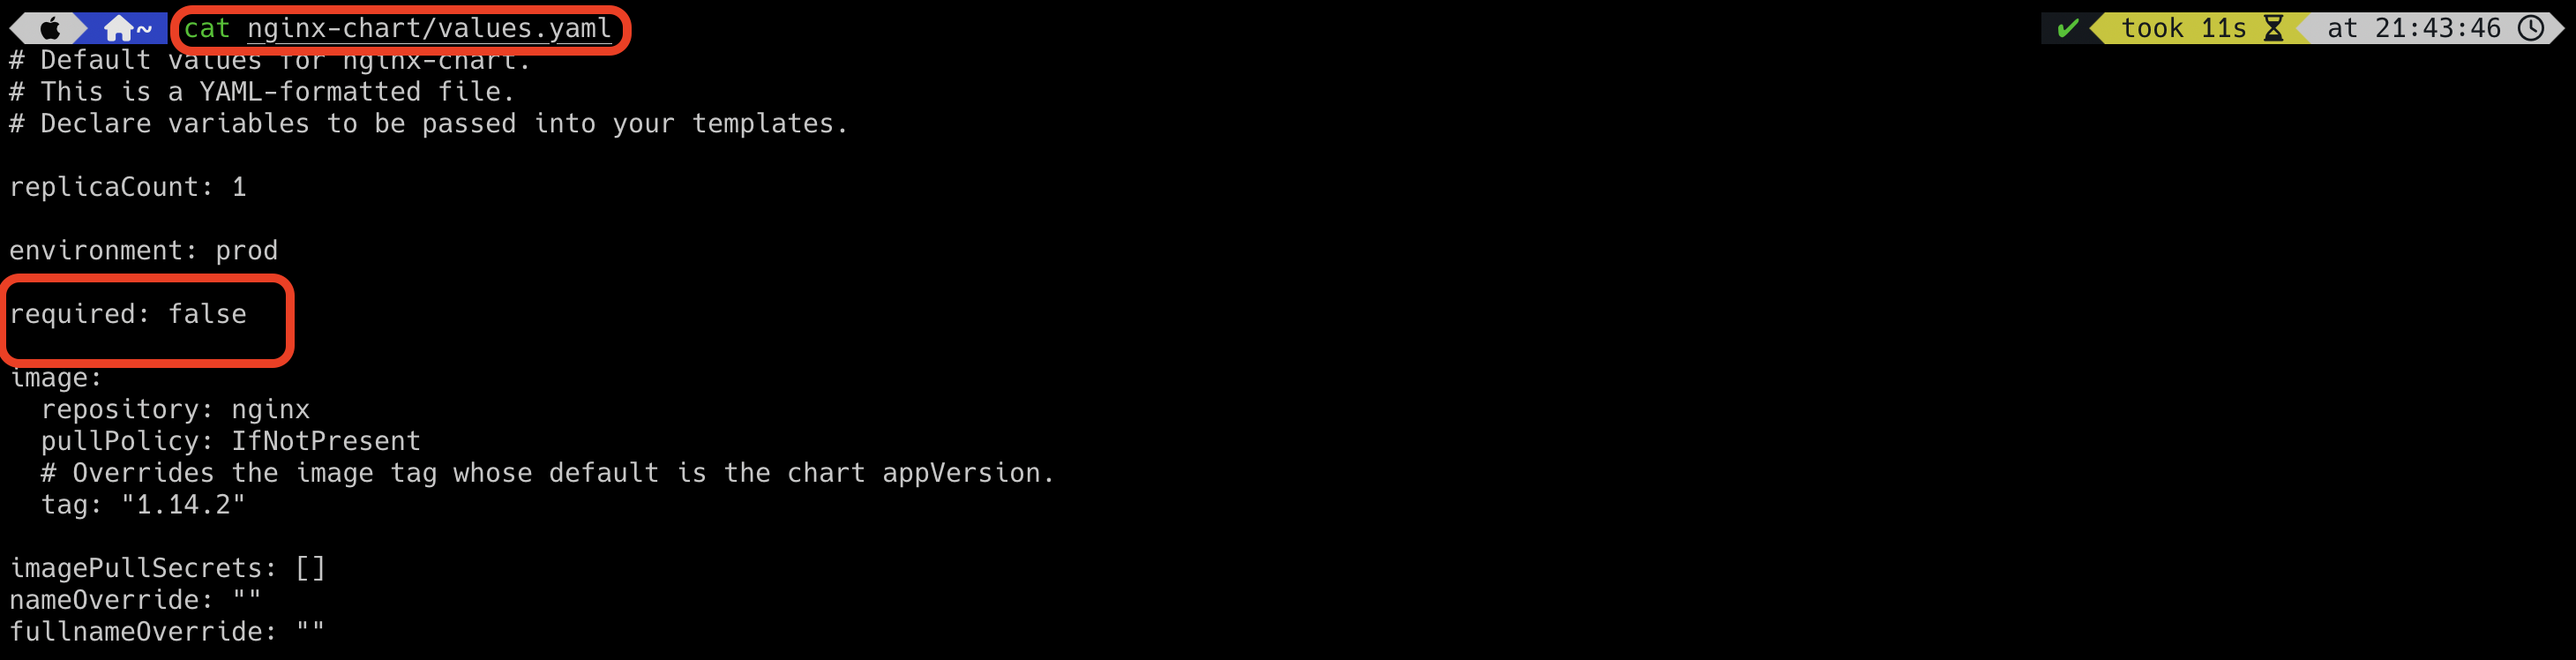 ~ cat nginx-chart/values.yaml ✔ took 11s at 21:43:46
# Default values for nginx-chart.
# This is a YAML-formatted file.
# Declare variables to be passed into your templates.
replicaCount: 1
environment: prod
required: false
image:
  repository: nginx
  pullPolicy: IfNotPresent
  # Overrides the image tag whose default is the chart appVersion.
  tag: "1.14.2"
imagePullSecrets: []
nameOverride: ""
fullnameOverride: ""